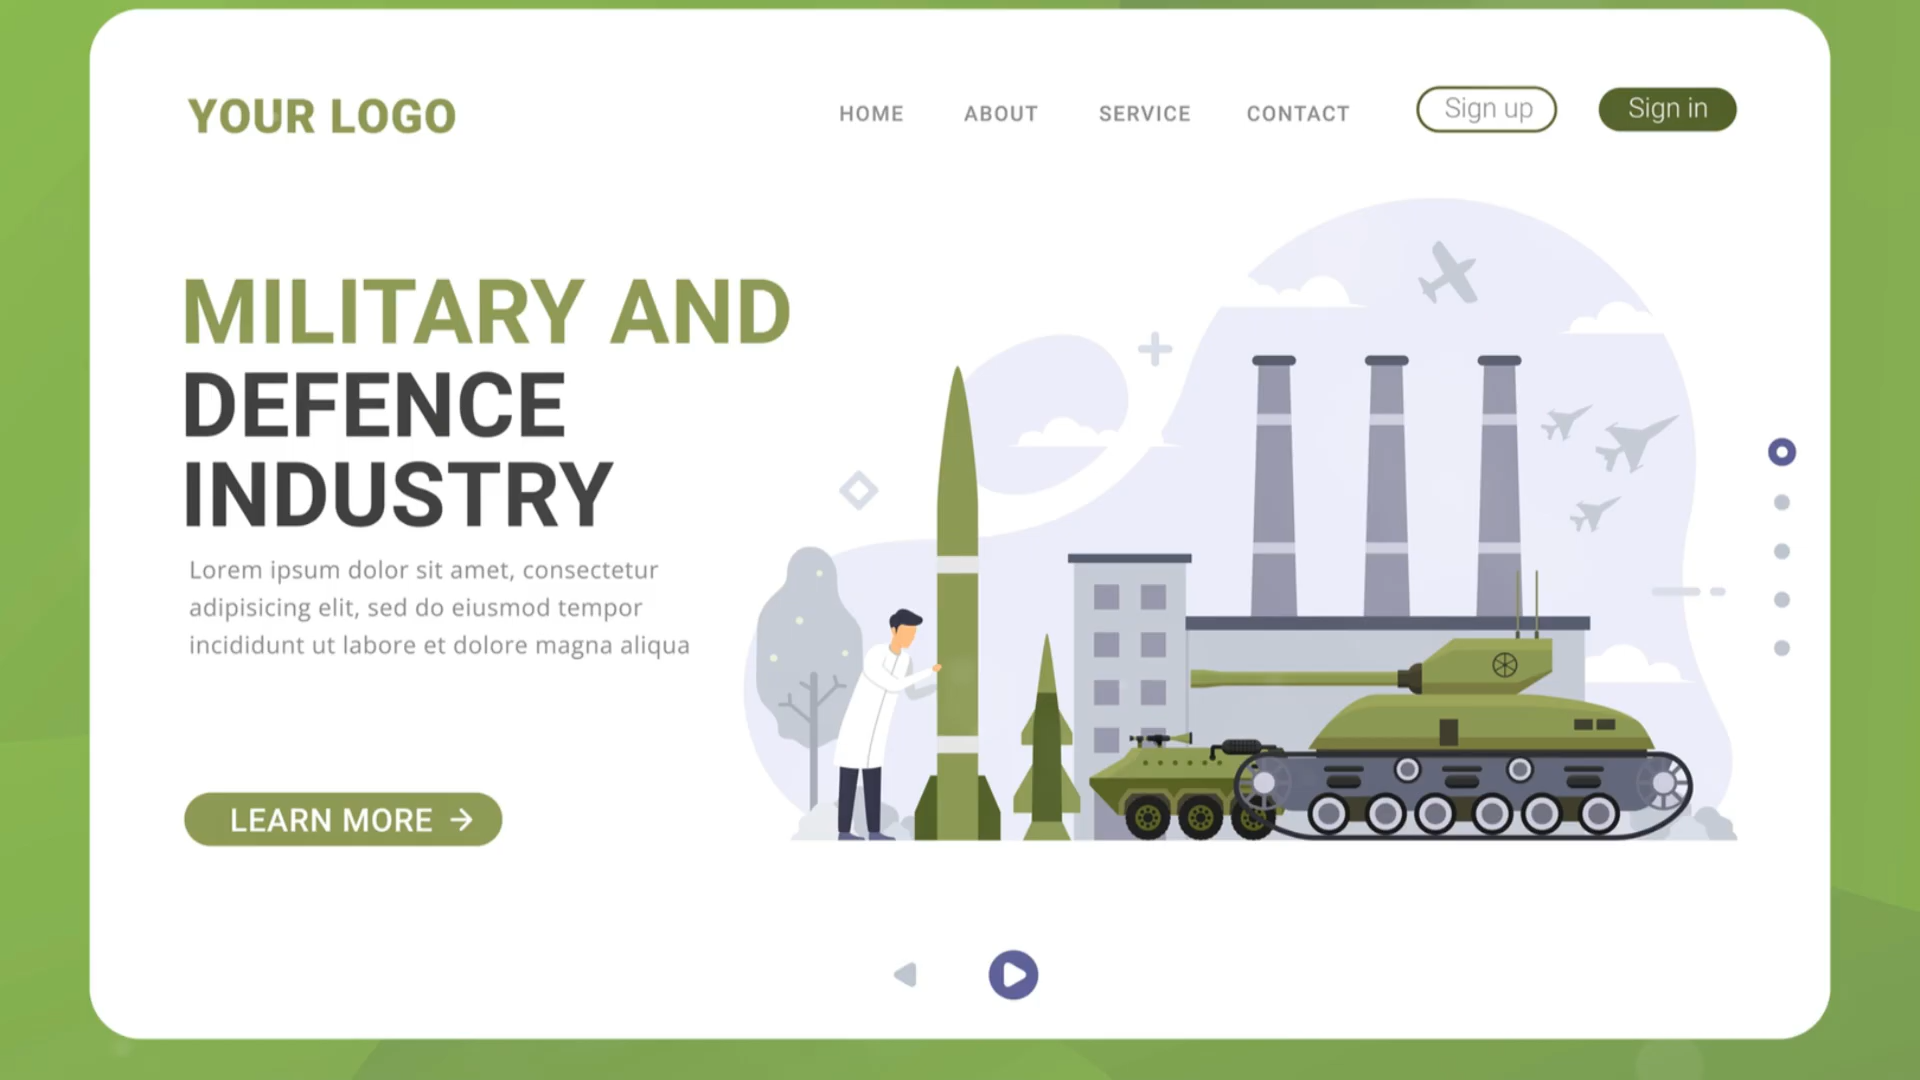 YOUR LOGO
HOME ABOUT SERVICE CONTACT Sign up Sign in
MILITARY AND
DEFENCE
INDUSTRY
Lorem ipsum dolor sit amet, consectetur
adipisicing elit, sed do eiusmod tempor
incididunt ut labore et dolore magna aliqua
LEARN MORE →